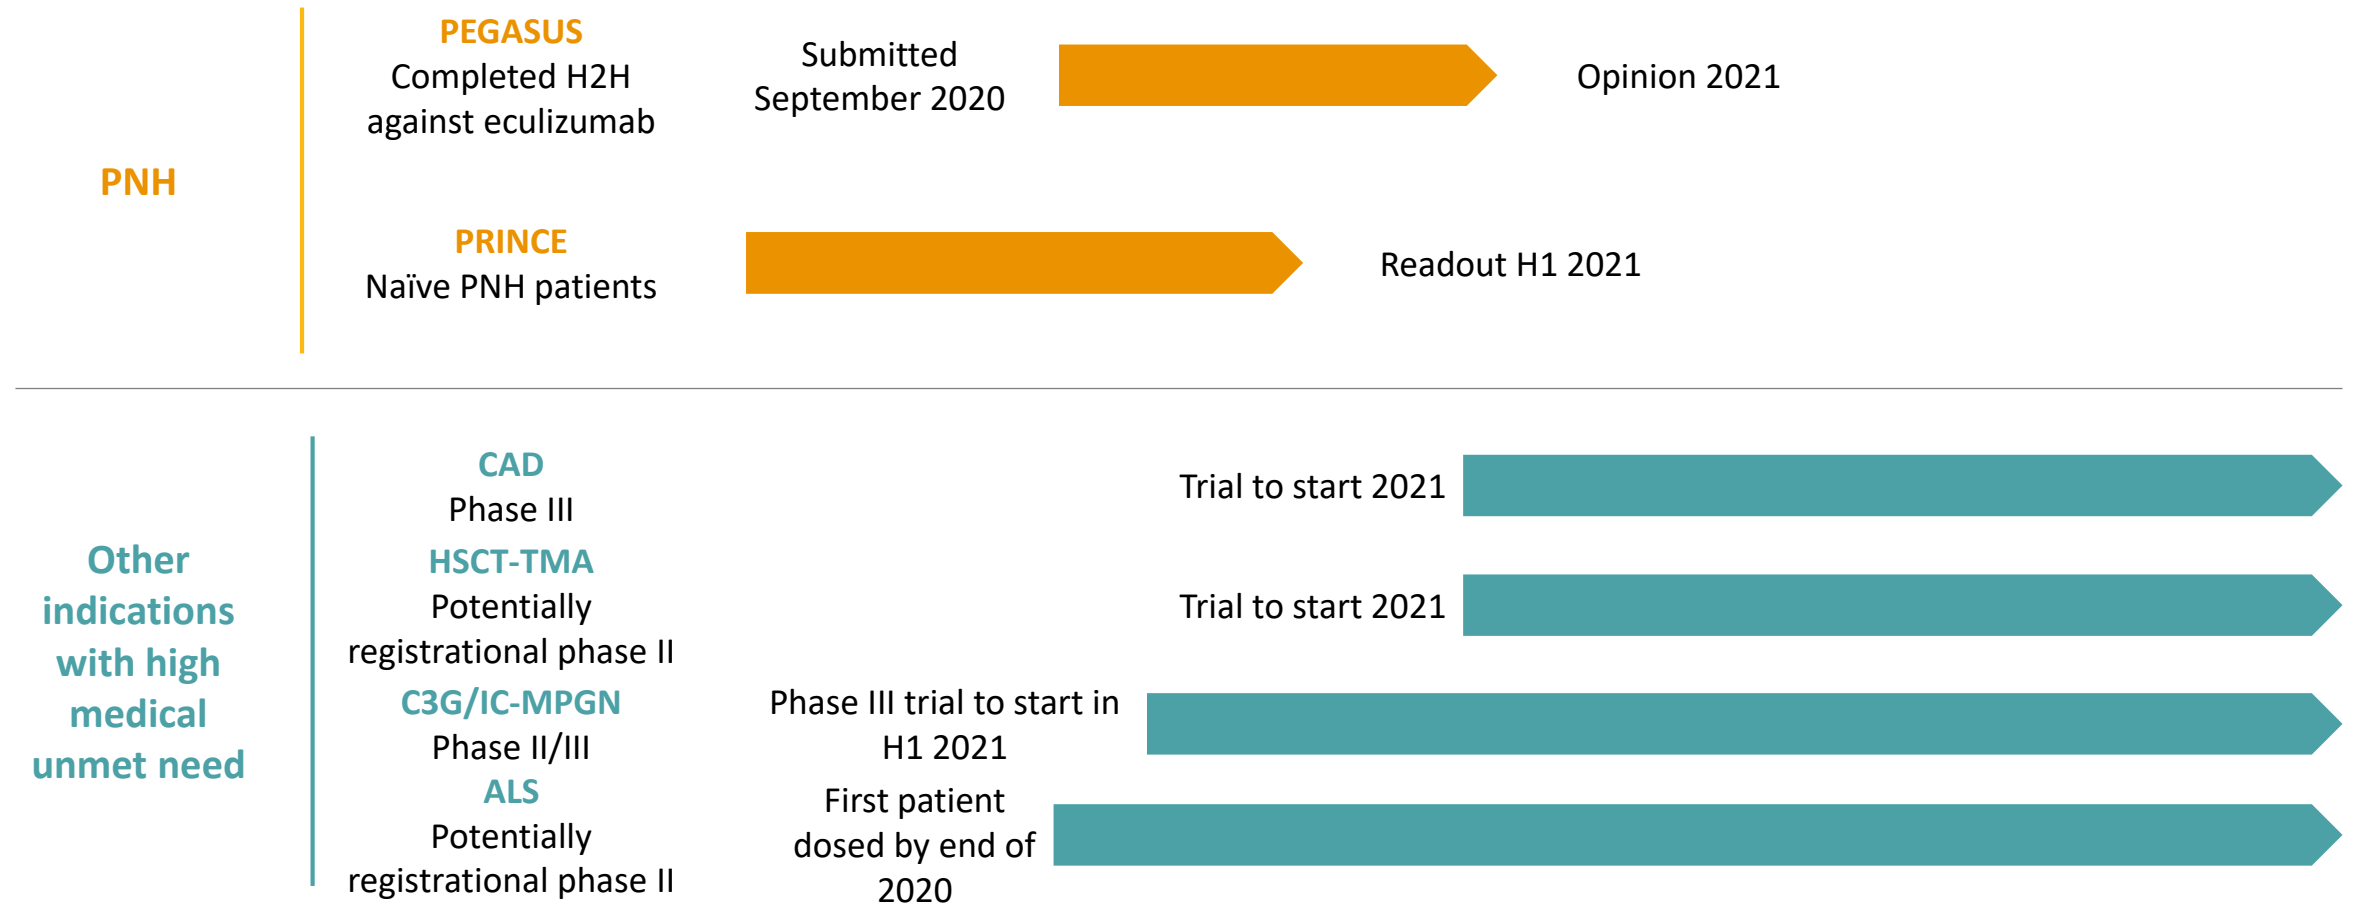 PNH
PEGASUS
Completed H2H
against eculizumab
Submitted
September 2020
Opinion 2021
PRINCE
Naïve PNH patients
Readout H1 2021
Other
indications
with high
medical
unmet need
CAD
Phase III
Trial to start 2021
HSCT-TMA
Potentially
registrational phase II
Trial to start 2021
C3G/IC-MPGN
Phase II/III
Phase III trial to start in
H1 2021
ALS
Potentially
registrational phase II
First patient
dosed by end of
2020